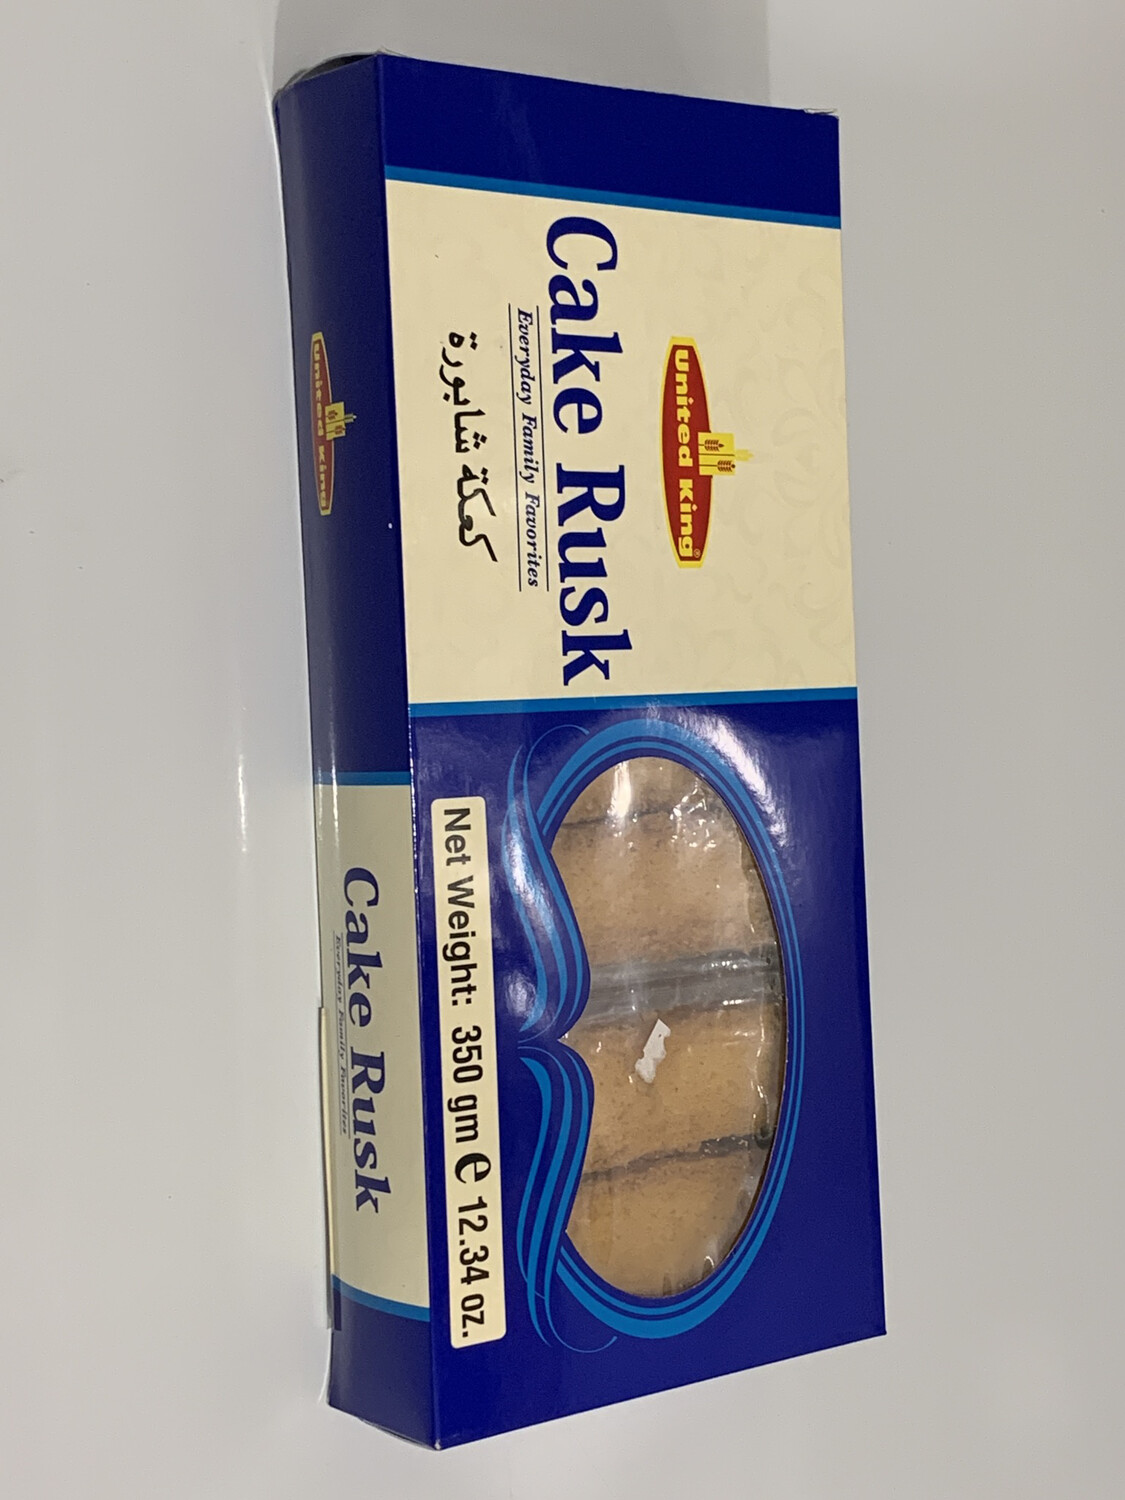 United King®
Cake Rusk
Everyday Family Favorites
كعكة شابورة
Net Weight: 350 gm ℮ 12.34 oz.
United King
Cake Rusk
Everyday Family Favorites